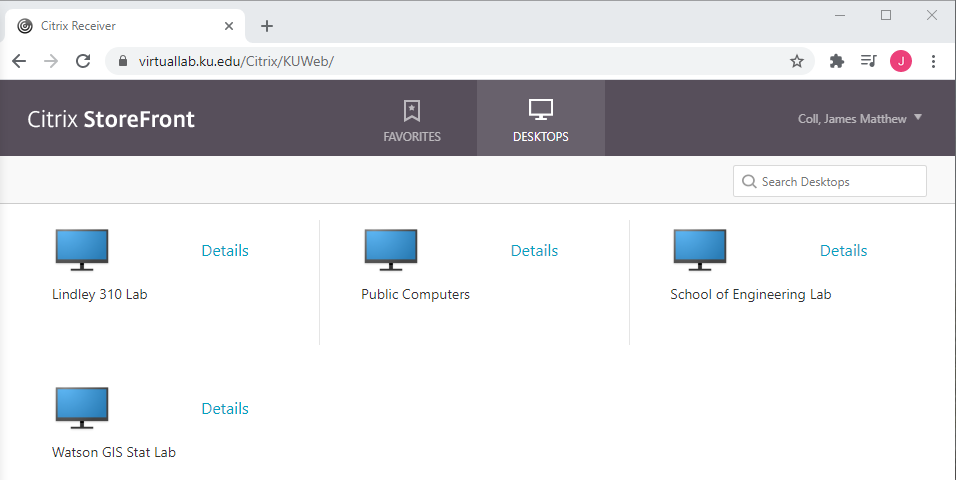 Citrix Receiver
virtuallab.ku.edu/Citrix/KUWeb/
J
Citrix StoreFront
FAVORITES
DESKTOPS
Coll, James Matthew
Search Desktops
Details
Details
Details
Lindley 310 Lab
Public Computers
School of Engineering Lab
Details
Watson GIS Stat Lab